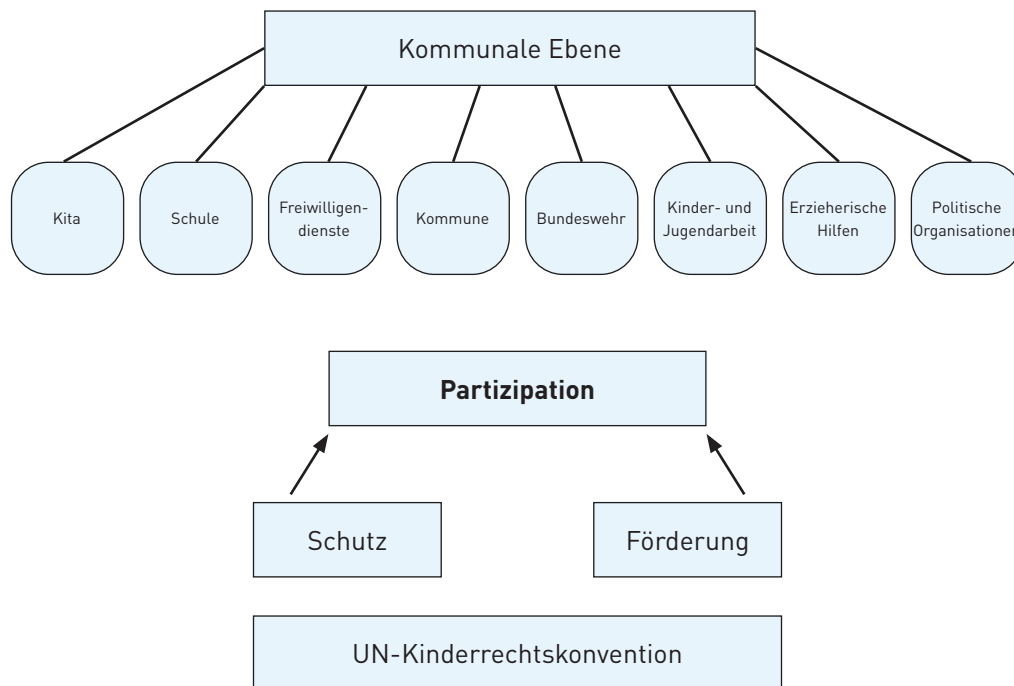 Kommunale Ebene
Kita
Schule
Freiwilligen-
dienste
Kommune
Bundeswehr
Kinder- und
Jugendarbeit
Erzieherische
Hilfen
Politische
Organisationen
Partizipation
Schutz
Förderung
UN-Kinderrechtskonvention